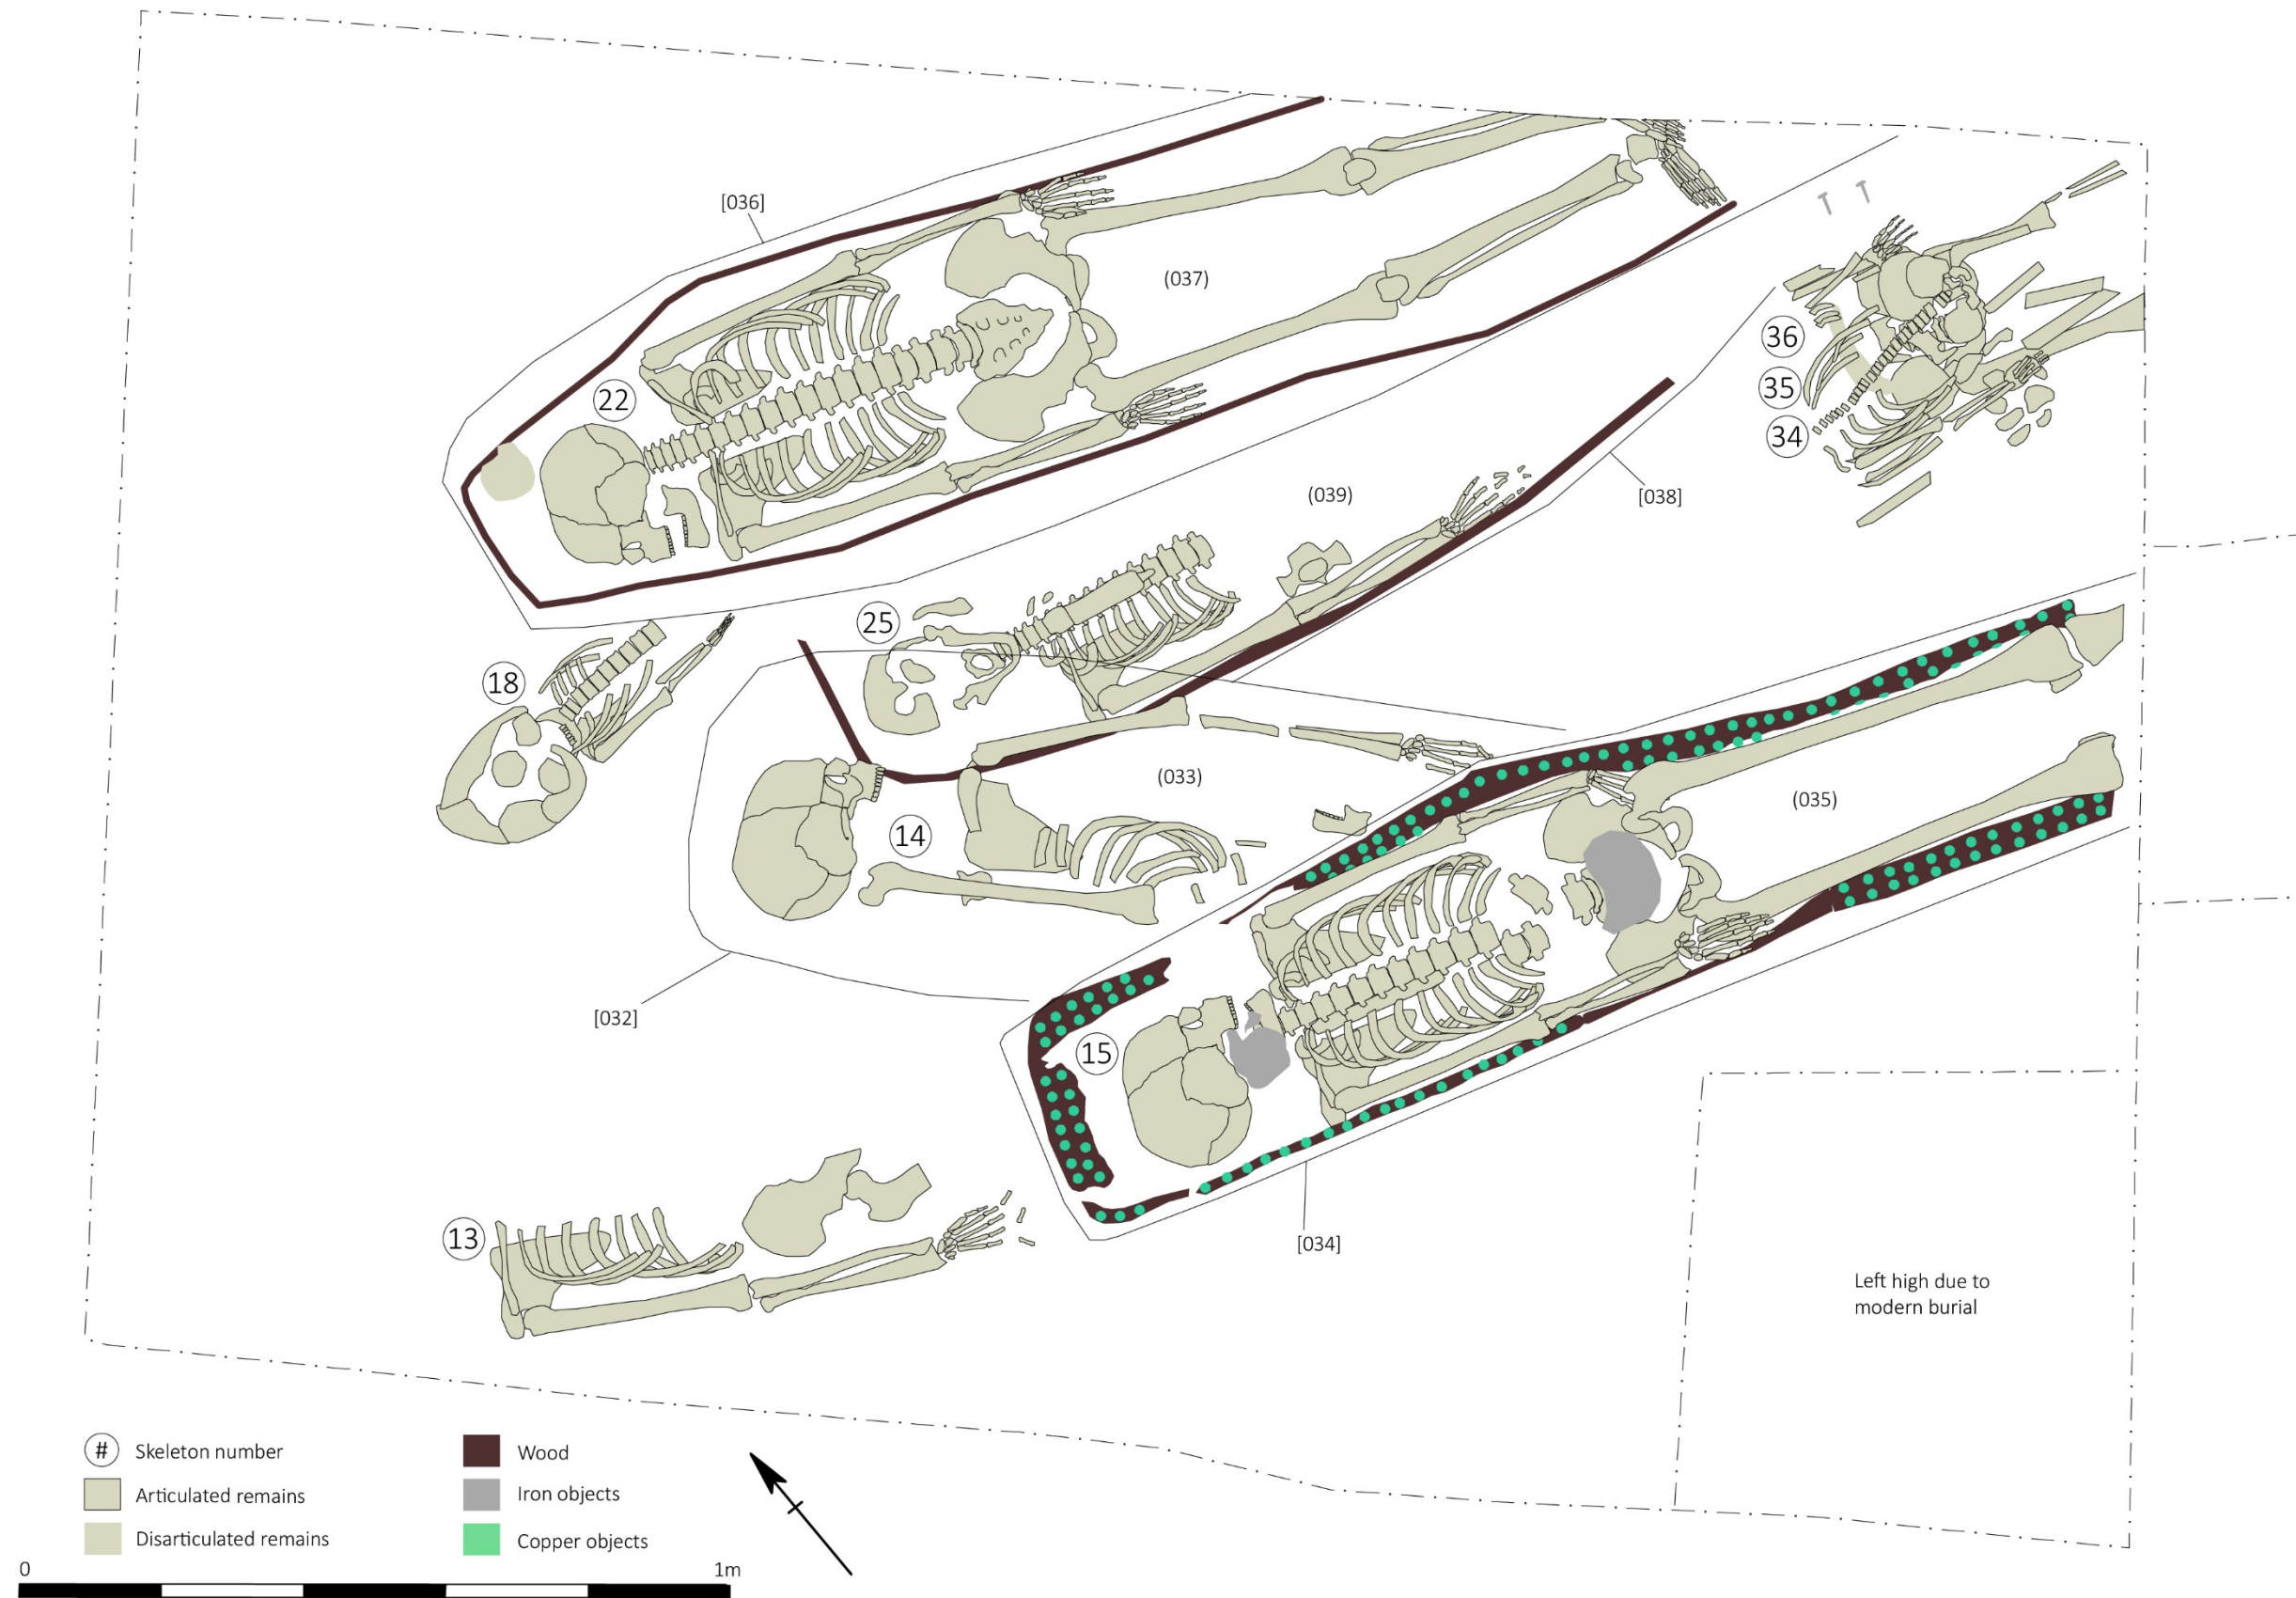 [036]
(037)
36
22
35
34
(039)
[038]
25
18
(033)
(035)
14
[032]
15
13
[034]
Left high due to
modern burial
# Skeleton number
Articulated remains
Disarticulated remains
Wood
Iron objects
Copper objects
0 1m